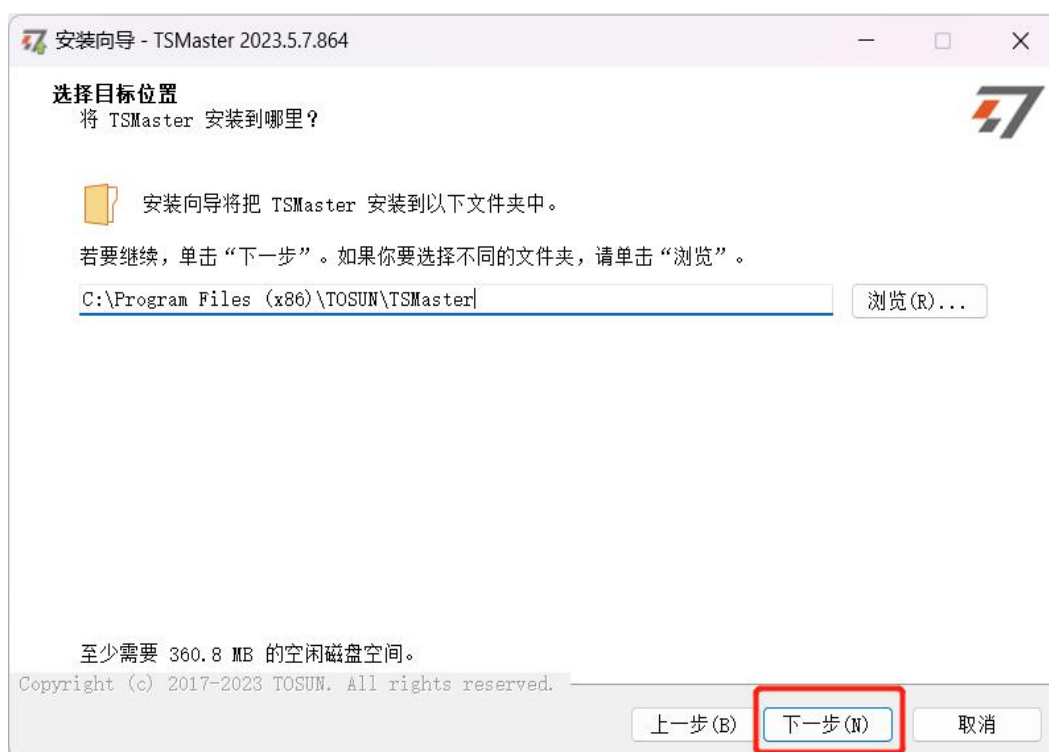 安装向导 - TSMaster 2023.5.7.864
选择目标位置
将 TSMaster 安装到哪里？
安装向导将把 TSMaster 安装到以下文件夹中。
若要继续，单击“下一步”。如果你要选择不同的文件夹，请单击“浏览”。
C:\Program Files (x86)\TOSUN\TSMaster
浏览(R)...
至少需要 360.8 MB 的空闲磁盘空间。
Copyright (c) 2017-2023 TOSUN. All rights reserved.
上一步(B) 下一步(N) 取消